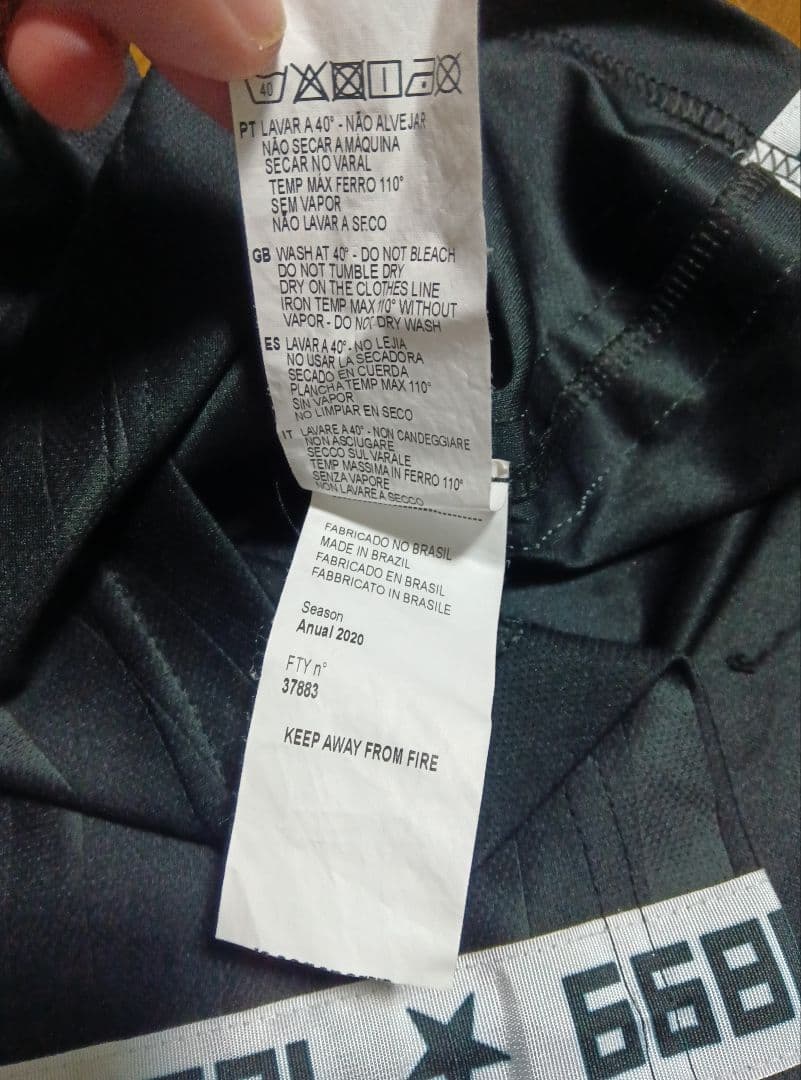 40
PT LAVAR A 40° - NÃO ALVEJAR
NÃO SECAR A MAQUINA
SECAR NO VARAL
TEMP MÁX FERRO 110°
SEM VAPOR
NÃO LAVAR A SECO
GB WASH AT 40° - DO NOT BLEACH
DO NOT TUMBLE DRY
DRY ON THE CLOTHES LINE
IRON TEMP MAX 110° WITHOUT
VAPOR - DO NOT DRY WASH
ES LAVAR A 40° - NO LEJIA
NO USAR LA SECADORA
SECADO EN CUERDA
PLANCHA TEMP MAX 110°
SIN VAPOR
NO LIMPIAR EN SECO
IT LAVARE A 40° - NON CANDEGGIARE
NON ASCIUGARE
SECCO SUL VARALE
TEMP MASSIMA IN FERRO 110°
SENZA VAPORE
NON LAVARE A SECCO
FABRICADO NO BRASIL
MADE IN BRAZIL
FABRICADO EN BRASIL
FABBRICATO IN BRASILE
Season
Anual 2020
FTY n°
37883
KEEP AWAY FROM FIRE